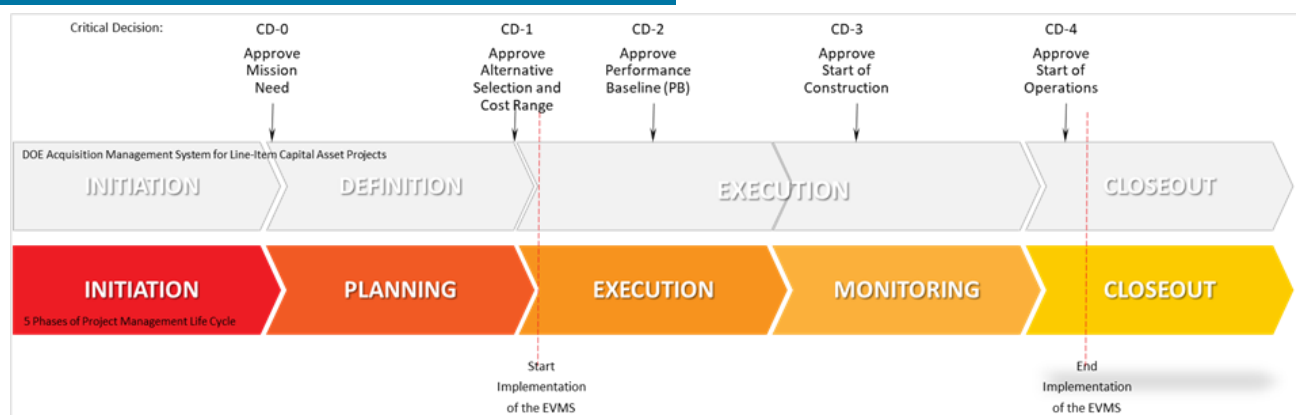 Critical Decision:
CD-0
Approve
Mission
Need
CD-1
Approve
Alternative
Selection and
Cost Range
CD-2
Approve
Performance
Baseline (PB)
CD-3
Approve
Start of
Construction
CD-4
Approve
Start of
Operations
DOE Acquisition Management System for Line-Item Capital Asset Projects
INITIATION
DEFINITION
EXECUTION
CLOSEOUT
INITIATION
PLANNING
EXECUTION
MONITORING
CLOSEOUT
5 Phases of Project Management Life Cycle
Start
Implementation
of the EVMS
End
Implementation
of the EVMS